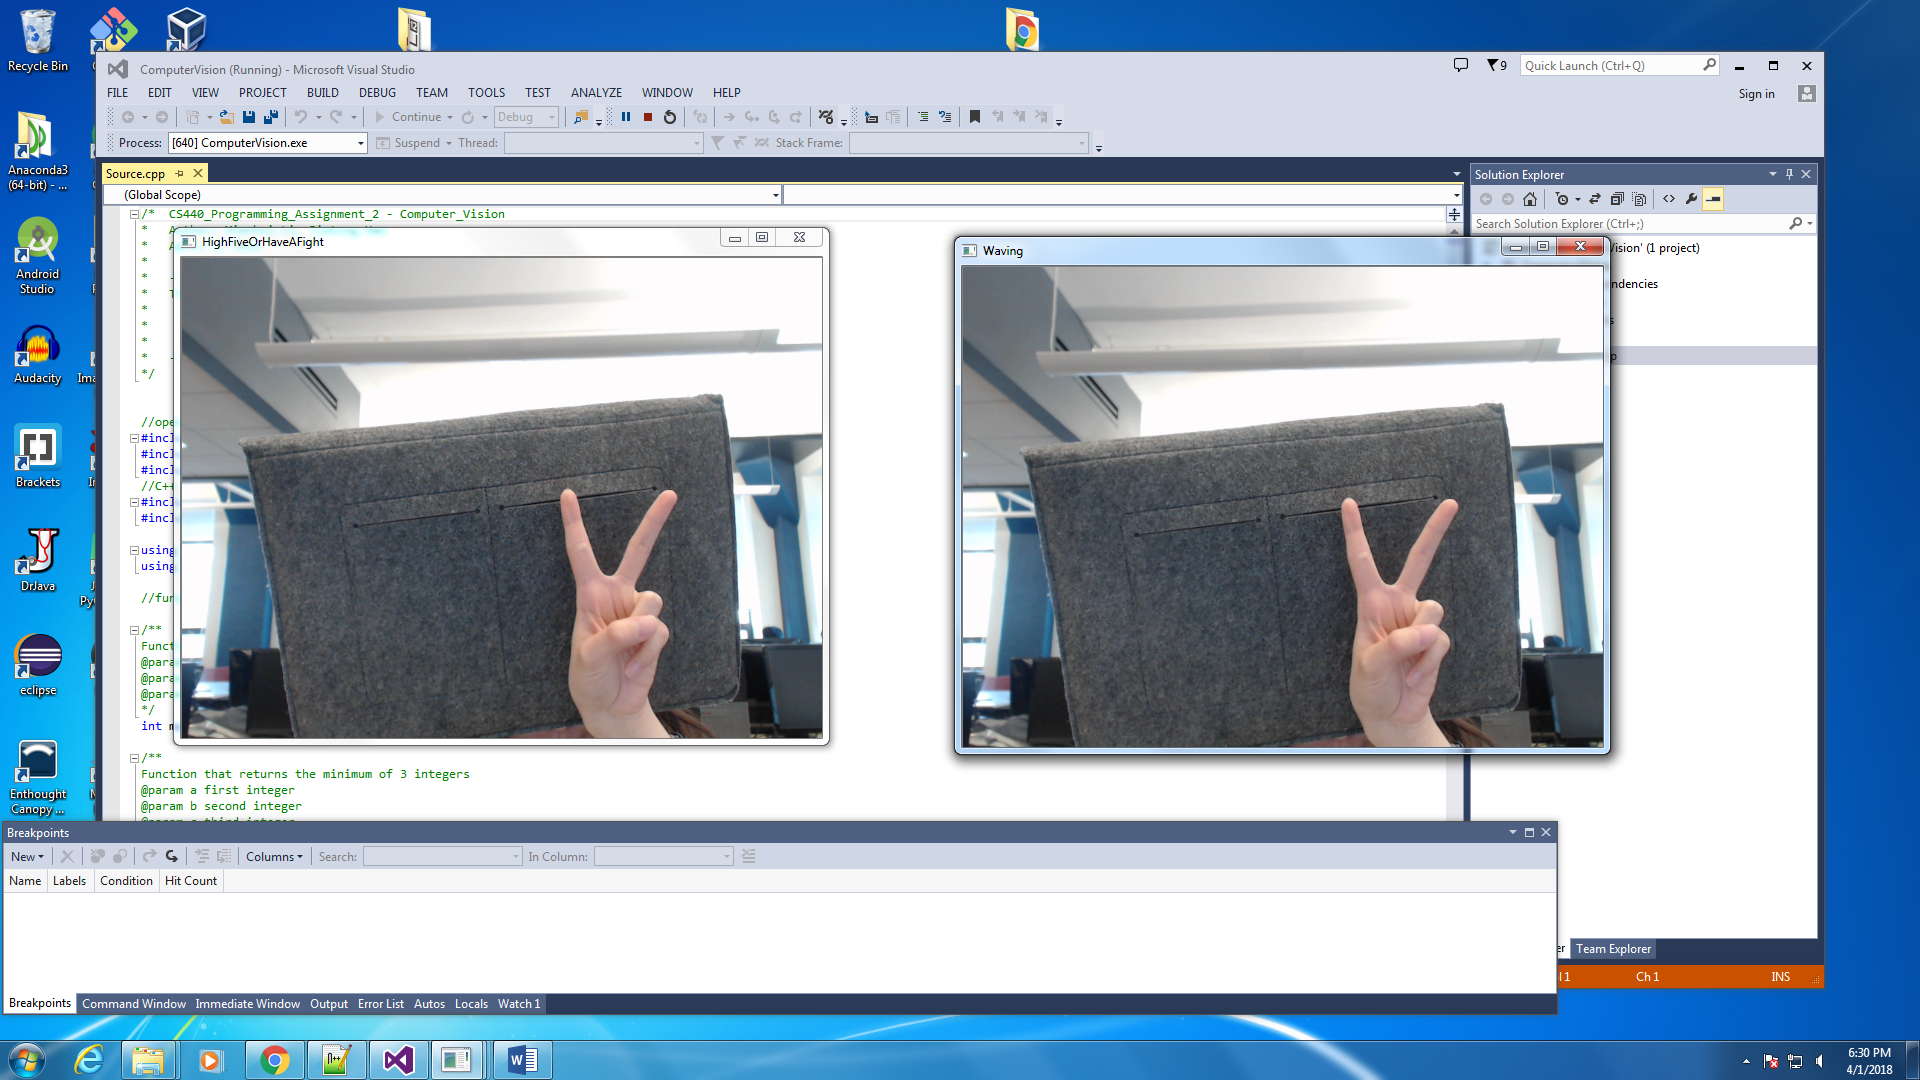 Recycle Bin
Anaconda3
(64-bit) - ...
Android
Studio
Audacity
Brackets
DrJava
eclipse
Enthought
Canopy ...
ComputerVision (Running) - Microsoft Visual Studio
9
Quick Launch (Ctrl+Q)
FILE EDIT VIEW PROJECT BUILD DEBUG TEAM TOOLS TEST ANALYZE WINDOW HELP
Sign in
Continue
Debug
Process: [640] ComputerVision.exe
Suspend Thread:
Stack Frame:
Source.cpp
(Global Scope)
/* CS440_Programming_Assignment_2 - Computer_Vision
*/
//ope
#incl
#incl
#incl
//C++
#incl
#incl
using
using
//fun
/**
Funct
@para
@para
@para
*/
int m
/**
Function that returns the minimum of 3 integers
@param a first integer
@param b second integer
HighFiveOrHaveAFight
Waving
Solution Explorer
Search Solution Explorer (Ctrl+;)
ision' (1 project)
ndencies
Team Explorer
Ch 1
INS
Breakpoints
New
Columns
Search:
In Column:
Name Labels Condition Hit Count
Breakpoints Command Window Immediate Window Output Error List Autos Locals Watch 1
6:30 PM
4/1/2018